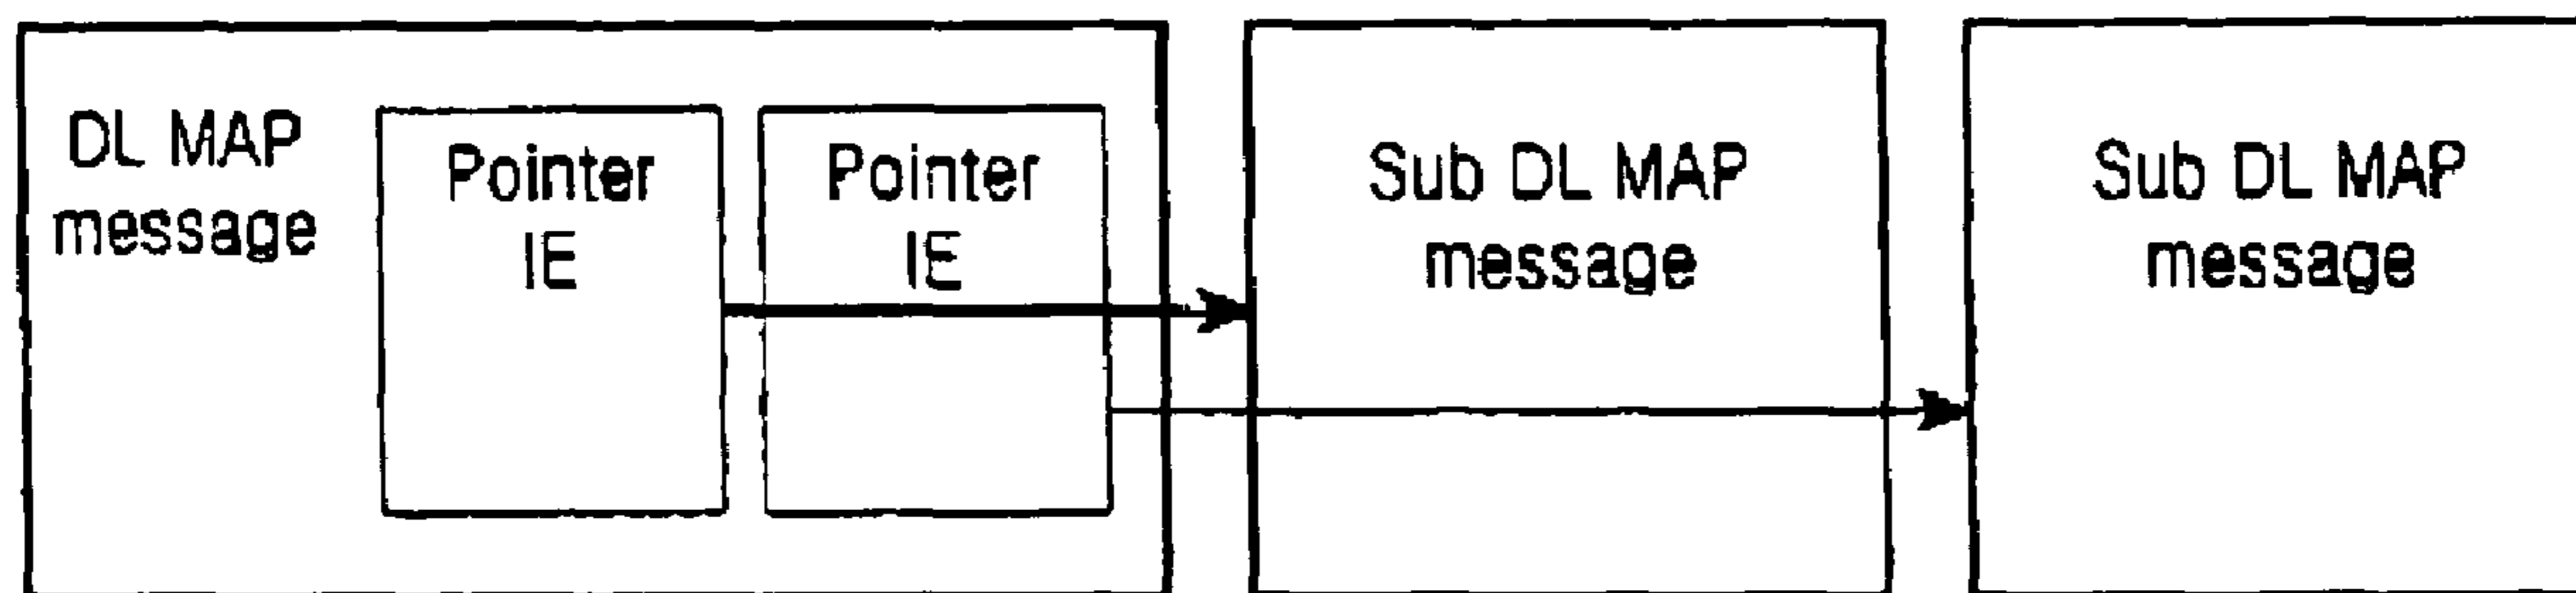 DL MAP
message
Pointer
IE
Pointer
IE
Sub DL MAP
message
Sub DL MAP
message